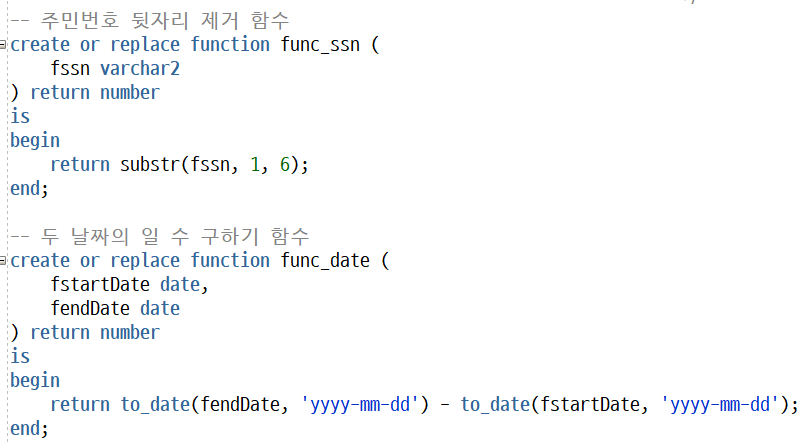 -- 주민번호 뒷자리 제거 함수
create or replace function func_ssn (
    fssn varchar2
) return number
is
begin
    return substr(fssn, 1, 6);
end;

-- 두 날짜의 일 수 구하기 함수
create or replace function func_date (
    fstartDate date,
    fendDate date
) return number
is
begin
    return to_date(fendDate, 'yyyy-mm-dd') - to_date(fstartDate, 'yyyy-mm-dd');
end;